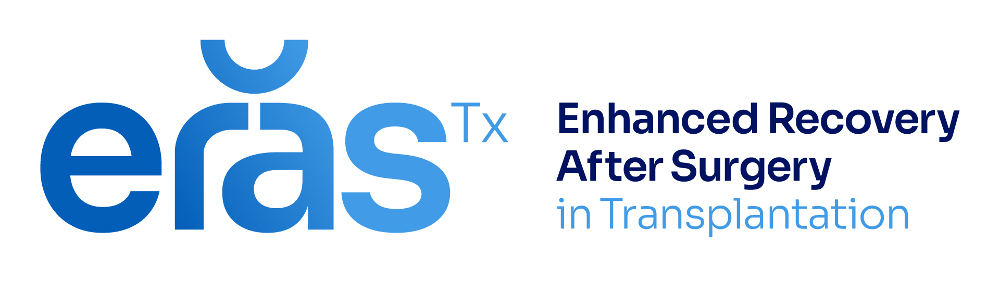 eras Tx
Enhanced Recovery
After Surgery
in Transplantation